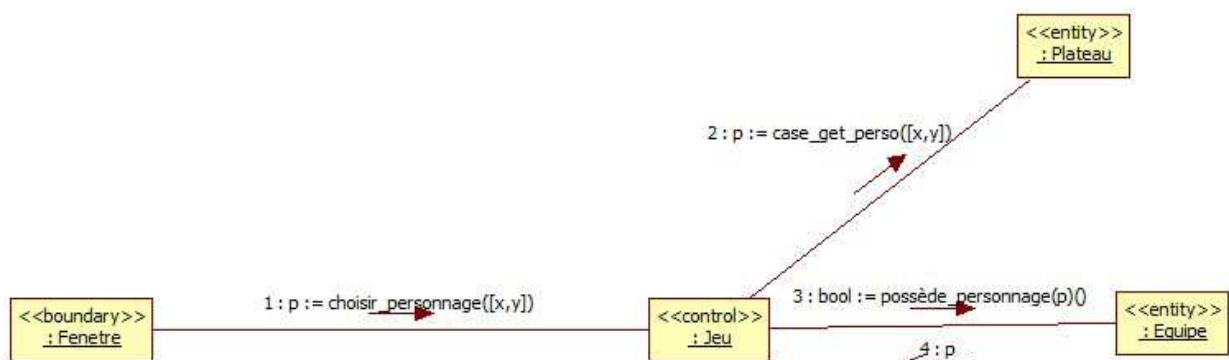 <<entity>>
: Plateau
2 : p := case_get_perso([x,y])
1 : p := choisir_personnage([x,y])
3 : bool := possède_personnage(p)()
<<boundary>>
: Fenetre
<<control>>
: Jeu
<<entity>>
: Equipe
4 : p